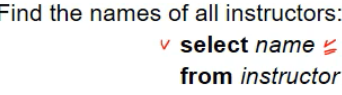 Find the names of all instructors:
select name
from instructor